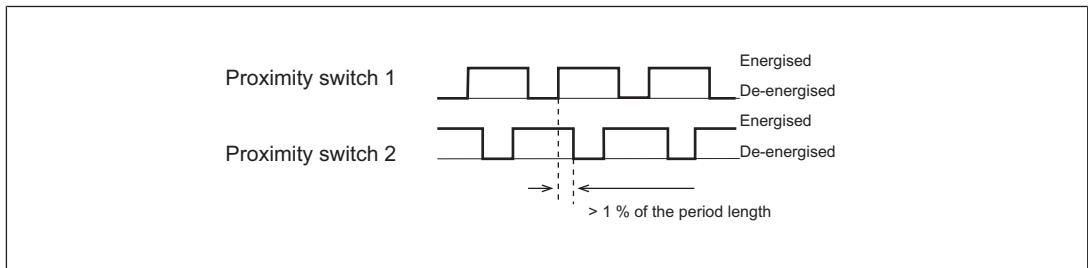 Proximity switch 1
Energised
De-energised
Proximity switch 2
Energised
De-energised
> 1 % of the period length